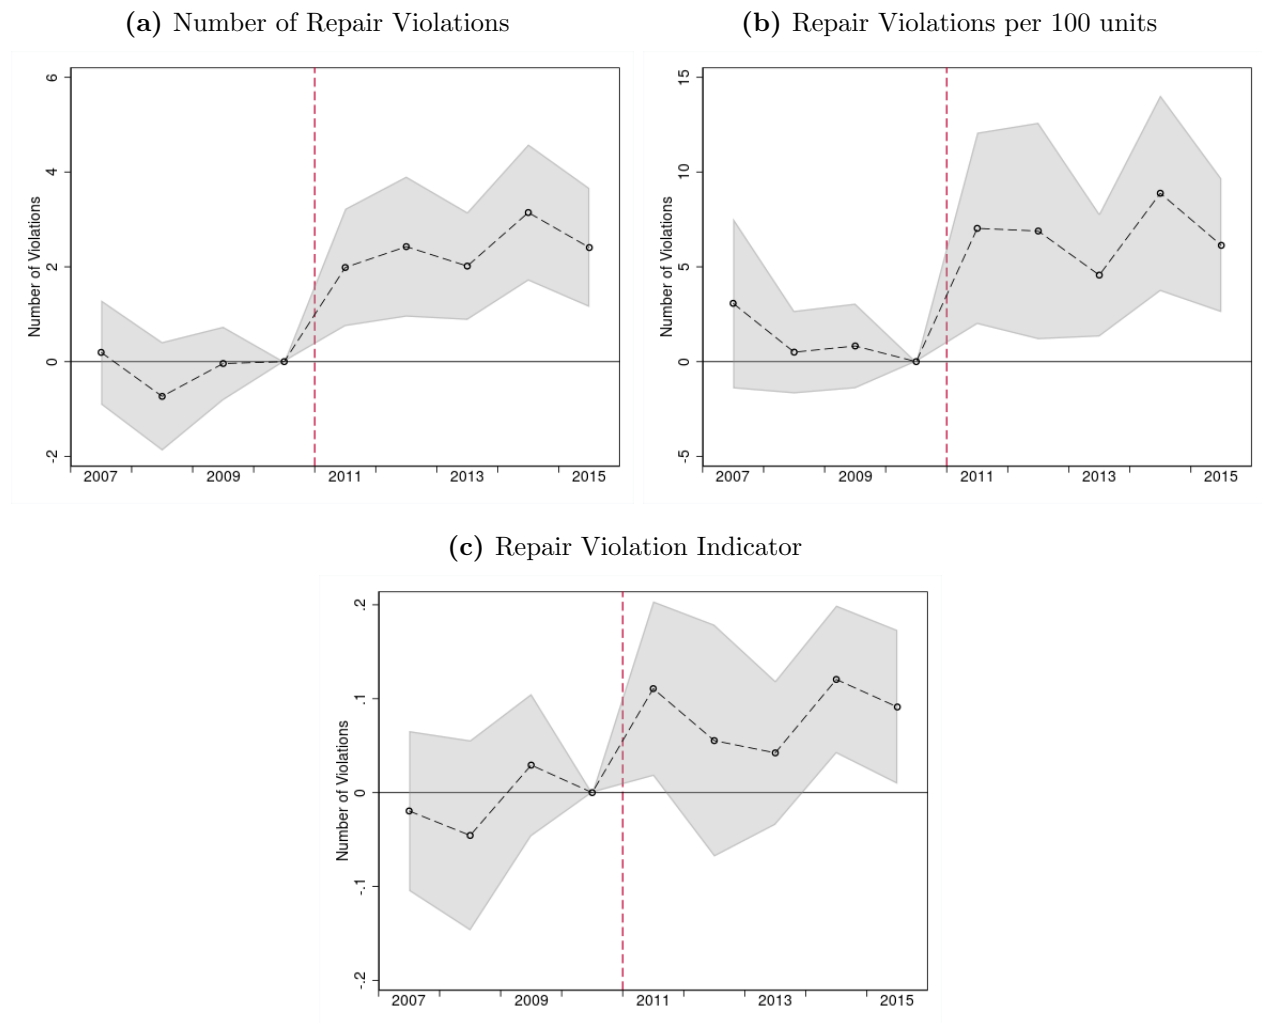 (a) Number of Repair Violations
(b) Repair Violations per 100 units
6
4
2
0
-2
Number of Violations
2007 2009 2011 2013 2015
15
10
5
0
-5
Number of Violations
2007 2009 2011 2013 2015
(c) Repair Violation Indicator
.2
.1
0
-.1
-.2
Number of Violations
2007 2009 2011 2013 2015